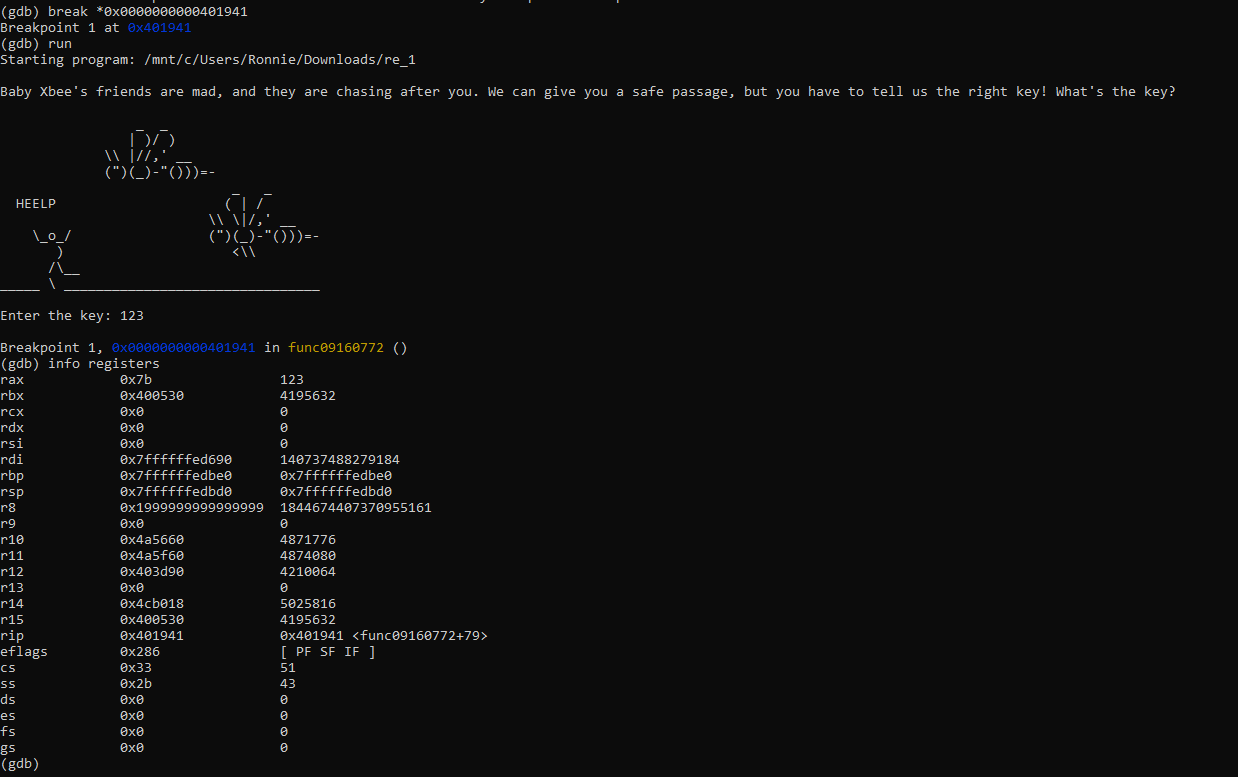 (gdb) break *0x0000000000401941
Breakpoint 1 at 0x401941
(gdb) run
Starting program: /mnt/c/Users/Ronnie/Downloads/re_1
Baby Xbee's friends are mad, and they are chasing after you. We can give you a safe passage, but you have to tell us the right key! What's the key?
                 _  _
                | )/ )
             \\ |//,' __
             (")(_)-"()))=-
                             _   _
  HEELP                     ( | /
                          \\ \|/,' __
    \_o_/                 (")(_)-"()))=-
       )                     <\\
      /\__
_____ \ ________________________________
Enter the key: 123
Breakpoint 1, 0x0000000000401941 in func09160772 ()
(gdb) info registers
rax            0x7b                123
rbx            0x400530            4195632
rcx            0x0                 0
rdx            0x0                 0
rsi            0x0                 0
rdi            0x7ffffffed690      140737488279184
rbp            0x7ffffffedbe0      0x7ffffffedbe0
rsp            0x7ffffffedbd0      0x7ffffffedbd0
r8             0x1999999999999999  1844674407370955161
r9             0x0                 0
r10            0x4a5660            4871776
r11            0x4a5f60            4874080
r12            0x403d90            4210064
r13            0x0                 0
r14            0x4cb018            5025816
r15            0x400530            4195632
rip            0x401941            0x401941 <func09160772+79>
eflags         0x286               [ PF SF IF ]
cs             0x33                51
ss             0x2b                43
ds             0x0                 0
es             0x0                 0
fs             0x0                 0
gs             0x0                 0
(gdb)